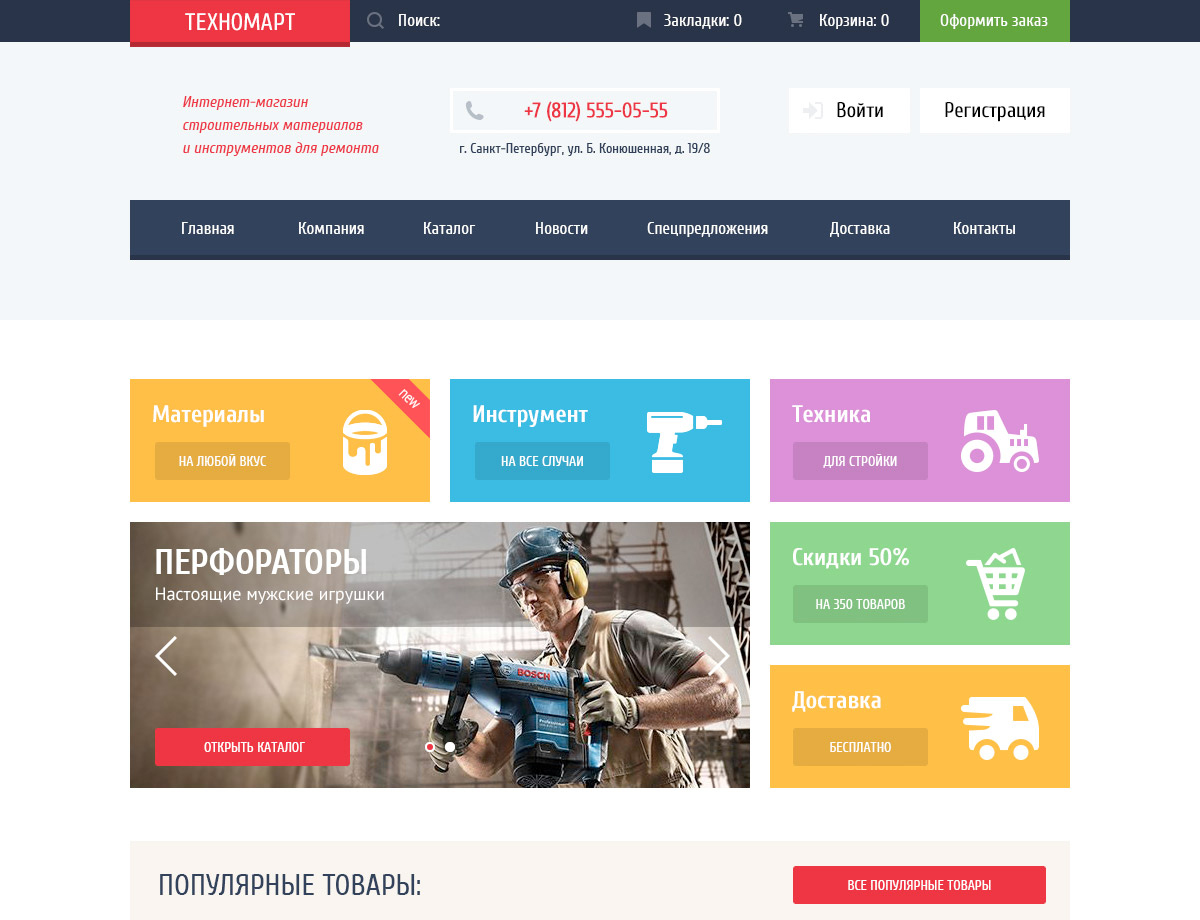 ТЕХНОМАРТ
Поиск:
Закладки: 0
Корзина: 0
Оформить заказ
Интернет-магазин
строительных материалов
и инструментов для ремонта
+7 (812) 555-05-55
г. Санкт-Петербург, ул. Б. Конюшенная, д. 19/8
Войти
Регистрация
Главная
Компания
Каталог
Новости
Спецпредложения
Доставка
Контакты
Материалы
new
НА ЛЮБОЙ ВКУС
Инструмент
НА ВСЕ СЛУЧАИ
Техника
ДЛЯ СТРОЙКИ
ПЕРФОРАТОРЫ
Настоящие мужские игрушки
BOSCH
Professional
ОТКРЫТЬ КАТАЛОГ
Скидки 50%
НА 350 ТОВАРОВ
Доставка
БЕСПЛАТНО
ПОПУЛЯРНЫЕ ТОВАРЫ:
ВСЕ ПОПУЛЯРНЫЕ ТОВАРЫ